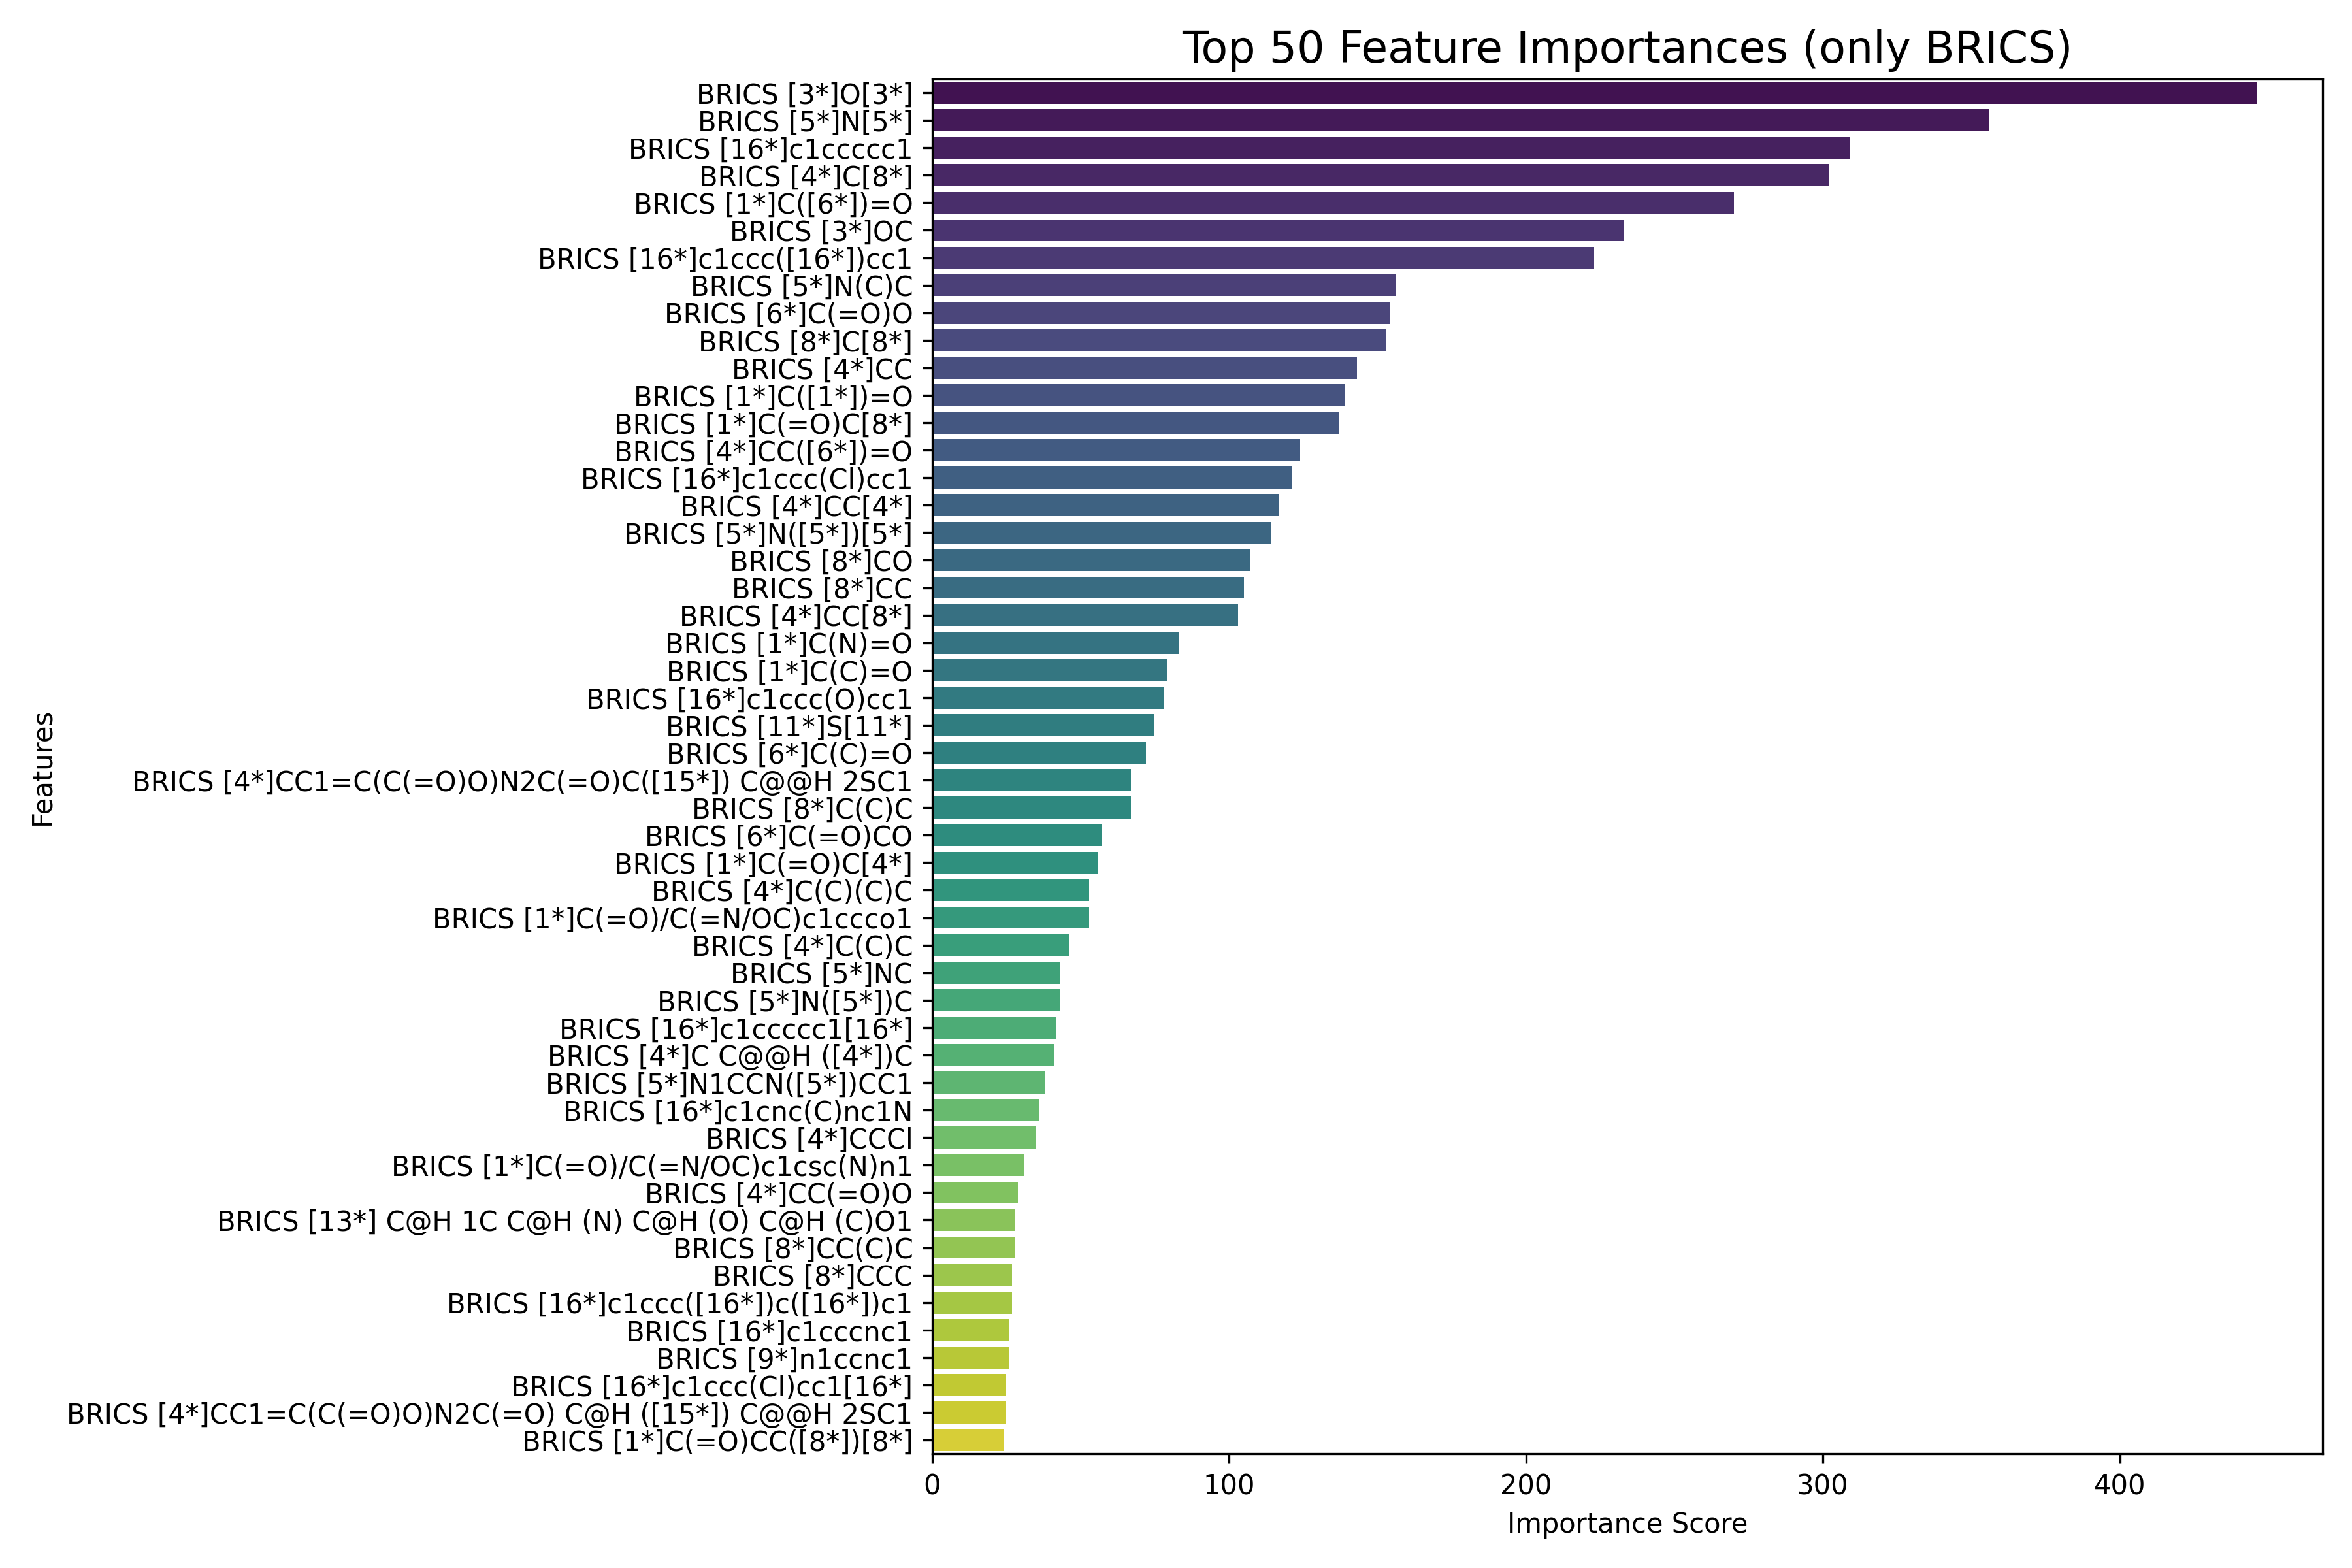 Top 50 Feature Importances (only BRICS)
BRICS [3*]O[3*]
BRICS [5*]N[5*]
BRICS [16*]c1ccccc1
BRICS [4*]C[8*]
BRICS [1*]C([6*])=O
BRICS [3*]OC
BRICS [16*]c1ccc([16*])cc1
BRICS [5*]N(C)C
BRICS [6*]C(=O)O
BRICS [8*]C[8*]
BRICS [4*]CC
BRICS [1*]C([1*])=O
BRICS [1*]C(=O)C[8*]
BRICS [4*]CC([6*])=O
BRICS [16*]c1ccc(Cl)cc1
BRICS [4*]CC[4*]
BRICS [5*]N([5*])[5*]
BRICS [8*]CO
BRICS [8*]CC
BRICS [4*]CC[8*]
BRICS [1*]C(N)=O
BRICS [1*]C(C)=O
BRICS [16*]c1ccc(O)cc1
BRICS [11*]S[11*]
BRICS [6*]C(C)=O
BRICS [4*]CC1=C(C(=O)O)N2C(=O)C([15*]) C@@H 2SC1
BRICS [8*]C(C)C
BRICS [6*]C(=O)CO
BRICS [1*]C(=O)C[4*]
BRICS [4*]C(C)(C)C
BRICS [1*]C(=O)/C(=N/OC)c1ccco1
BRICS [4*]C(C)C
BRICS [5*]NC
BRICS [5*]N([5*])C
BRICS [16*]c1ccccc1[16*]
BRICS [4*]C C@@H ([4*])C
BRICS [5*]N1CCN([5*])CC1
BRICS [16*]c1cnc(C)nc1N
BRICS [4*]CCCl
BRICS [1*]C(=O)/C(=N/OC)c1csc(N)n1
BRICS [4*]CC(=O)O
BRICS [13*] C@H 1C C@H (N) C@H (O) C@H (C)O1
BRICS [8*]CC(C)C
BRICS [8*]CCC
BRICS [16*]c1ccc([16*])c([16*])c1
BRICS [16*]c1cccnc1
BRICS [9*]n1ccnc1
BRICS [16*]c1ccc(Cl)cc1[16*]
BRICS [4*]CC1=C(C(=O)O)N2C(=O) C@H ([15*]) C@@H 2SC1
BRICS [1*]C(=O)CC([8*])[8*]
Features
0 100 200 300 400
Importance Score